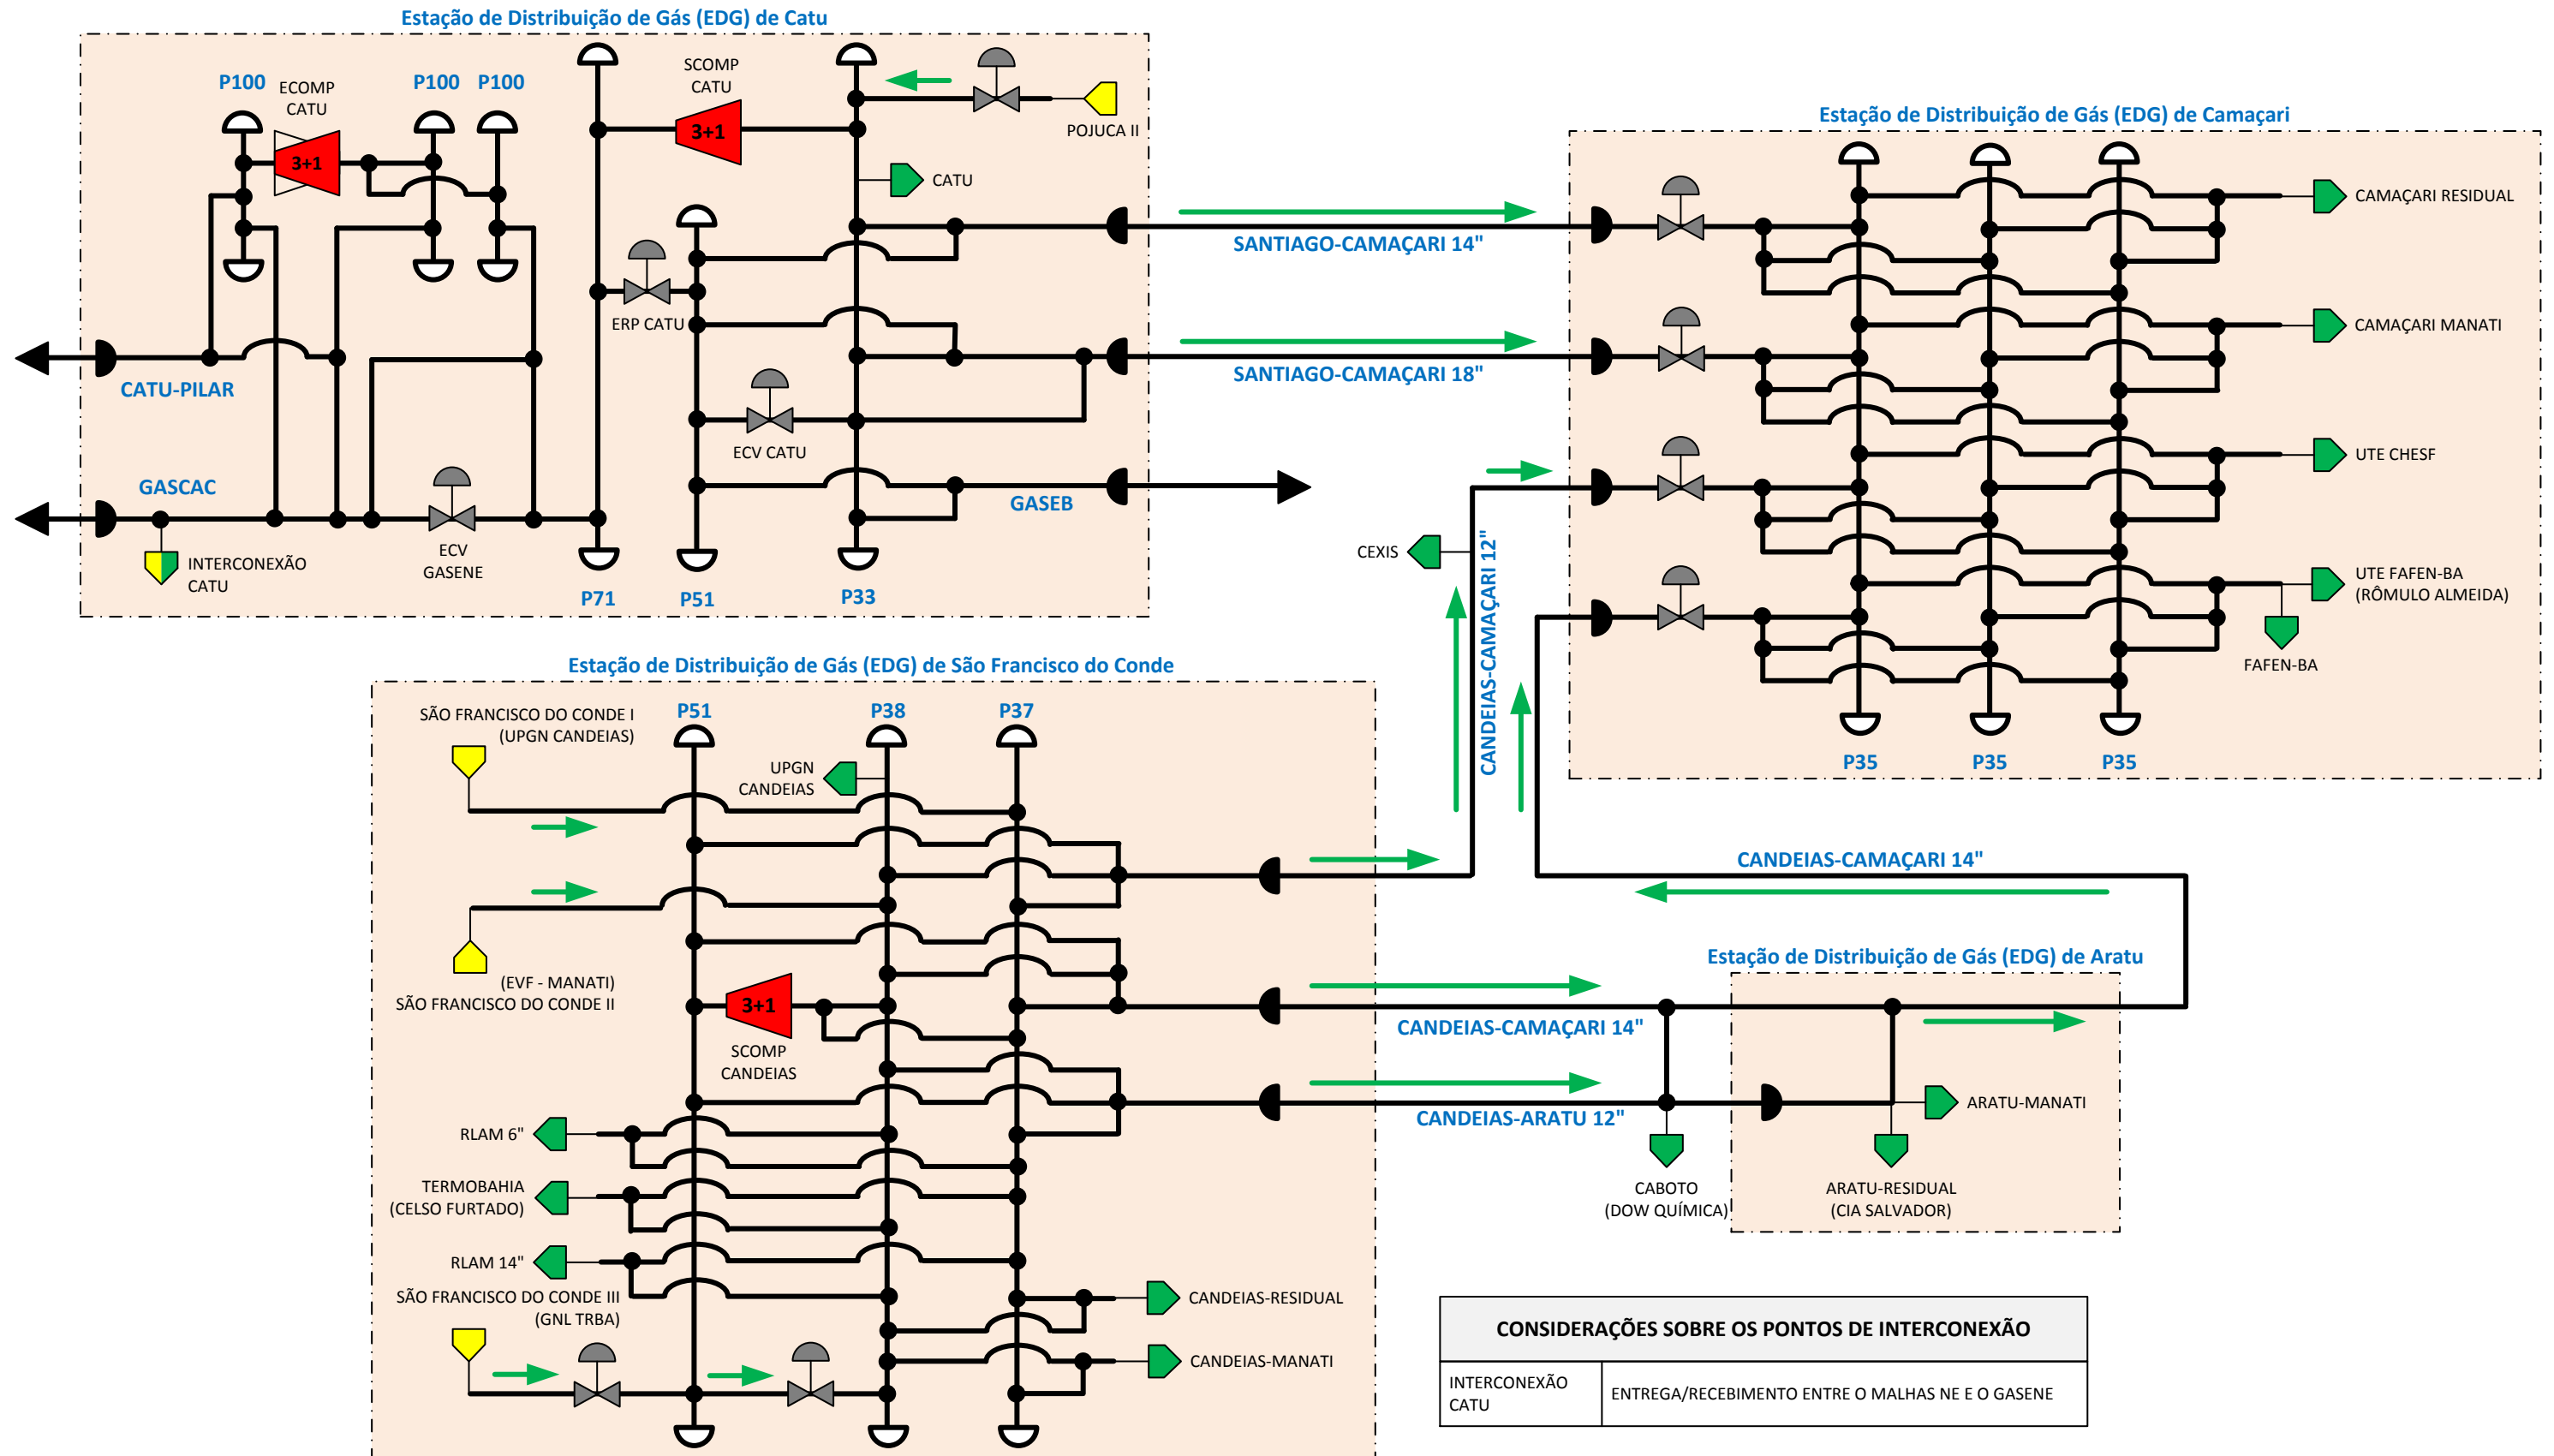 Estação de Distribuição de Gás (EDG) de Catu
P100
ECOMP
CATU
3+1
P100
P100
SCOMP
CATU
3+1
POJUCA II
CATU
ERP CATU
ECV CATU
CATU-PILAR
GASCAC
INTERCONEXÃO
CATU
ECV
GASENE
GASEB
P71
P51
P33
SANTIAGO-CAMAÇARI 14"
SANTIAGO-CAMAÇARI 18"
Estação de Distribuição de Gás (EDG) de Camaçari
CAMAÇARI RESIDUAL
CAMAÇARI MANATI
UTE CHESF
UTE FAFEN-BA
(RÔMULO ALMEIDA)
FAFEN-BA
P35
P35
P35
CEXIS
CANDEIAS-CAMAÇARI 12"
Estação de Distribuição de Gás (EDG) de São Francisco do Conde
SÃO FRANCISCO DO CONDE I
(UPGN CANDEIAS)
P51
P38
P37
UPGN
CANDEIAS
(EVF - MANATI)
SÃO FRANCISCO DO CONDE II
3+1
SCOMP
CANDEIAS
RLAM 6"
TERMOBAHIA
(CELSO FURTADO)
RLAM 14"
SÃO FRANCISCO DO CONDE III
(GNL TRBA)
CANDEIAS-RESIDUAL
CANDEIAS-MANATI
CANDEIAS-CAMAÇARI 14"
CANDEIAS-CAMAÇARI 14"
CANDEIAS-ARATU 12"
Estação de Distribuição de Gás (EDG) de Aratu
ARATU-MANATI
CABOTO
(DOW QUÍMICA)
ARATU-RESIDUAL
(CIA SALVADOR)
CONSIDERAÇÕES SOBRE OS PONTOS DE INTERCONEXÃO
INTERCONEXÃO
CATU
ENTREGA/RECEBIMENTO ENTRE O MALHAS NE E O GASENE